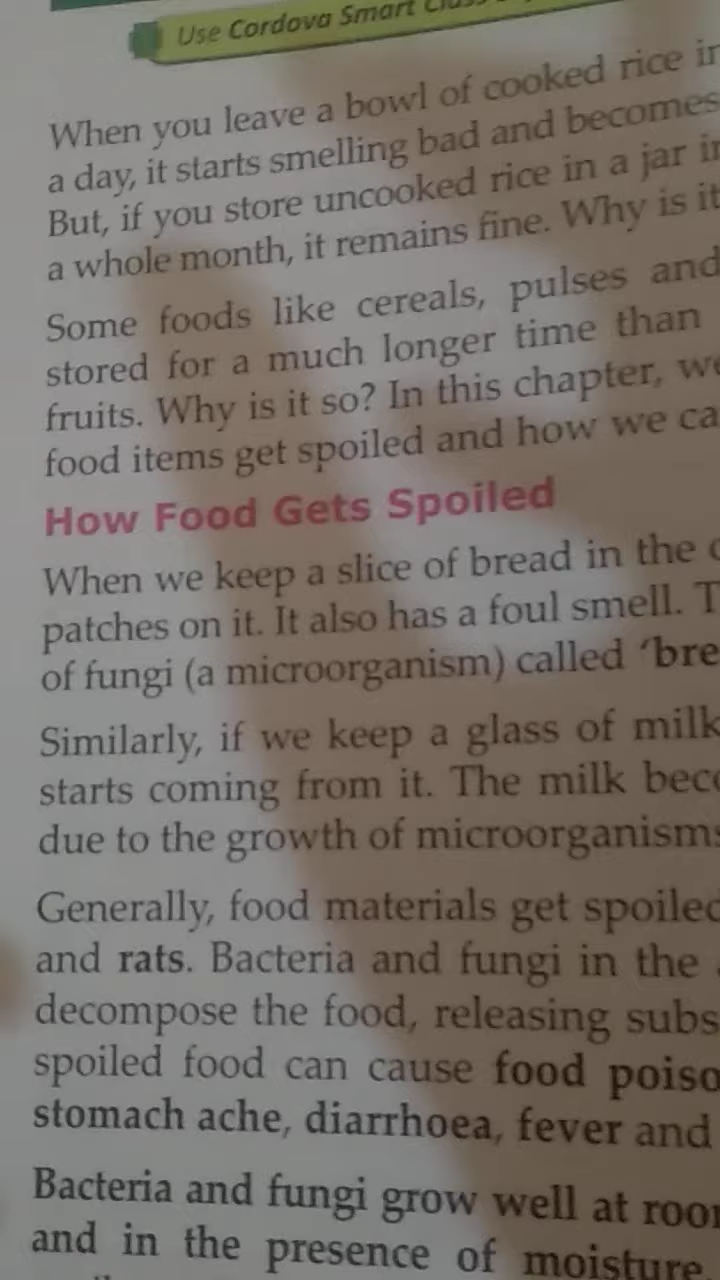 Use Cordova Smart
When you leave a bowl of cooked rice
a day, it starts smelling bad and becomes
But, if you store uncooked rice in a jar
a whole month, it remains fine. Why is it
Some foods like cereals, pulses and
stored for a much longer time than
fruits. Why is it so? In this chapter,
food items get spoiled and how we
How Food Gets Spoiled
When we keep a slice of bread in the
patches on it. It also has a foul smell.
of fungi (a microorganism) called ‘bre
Similarly, if we keep a glass of milk
starts coming from it. The milk bec
due to the growth of microorganisms
Generally, food materials get spoiled
and rats. Bacteria and fungi in the
decompose the food, releasing subs
spoiled food can cause food poiso
stomach ache, diarrhoea, fever and
Bacteria and fungi grow well at roo
and in the presence of moisture